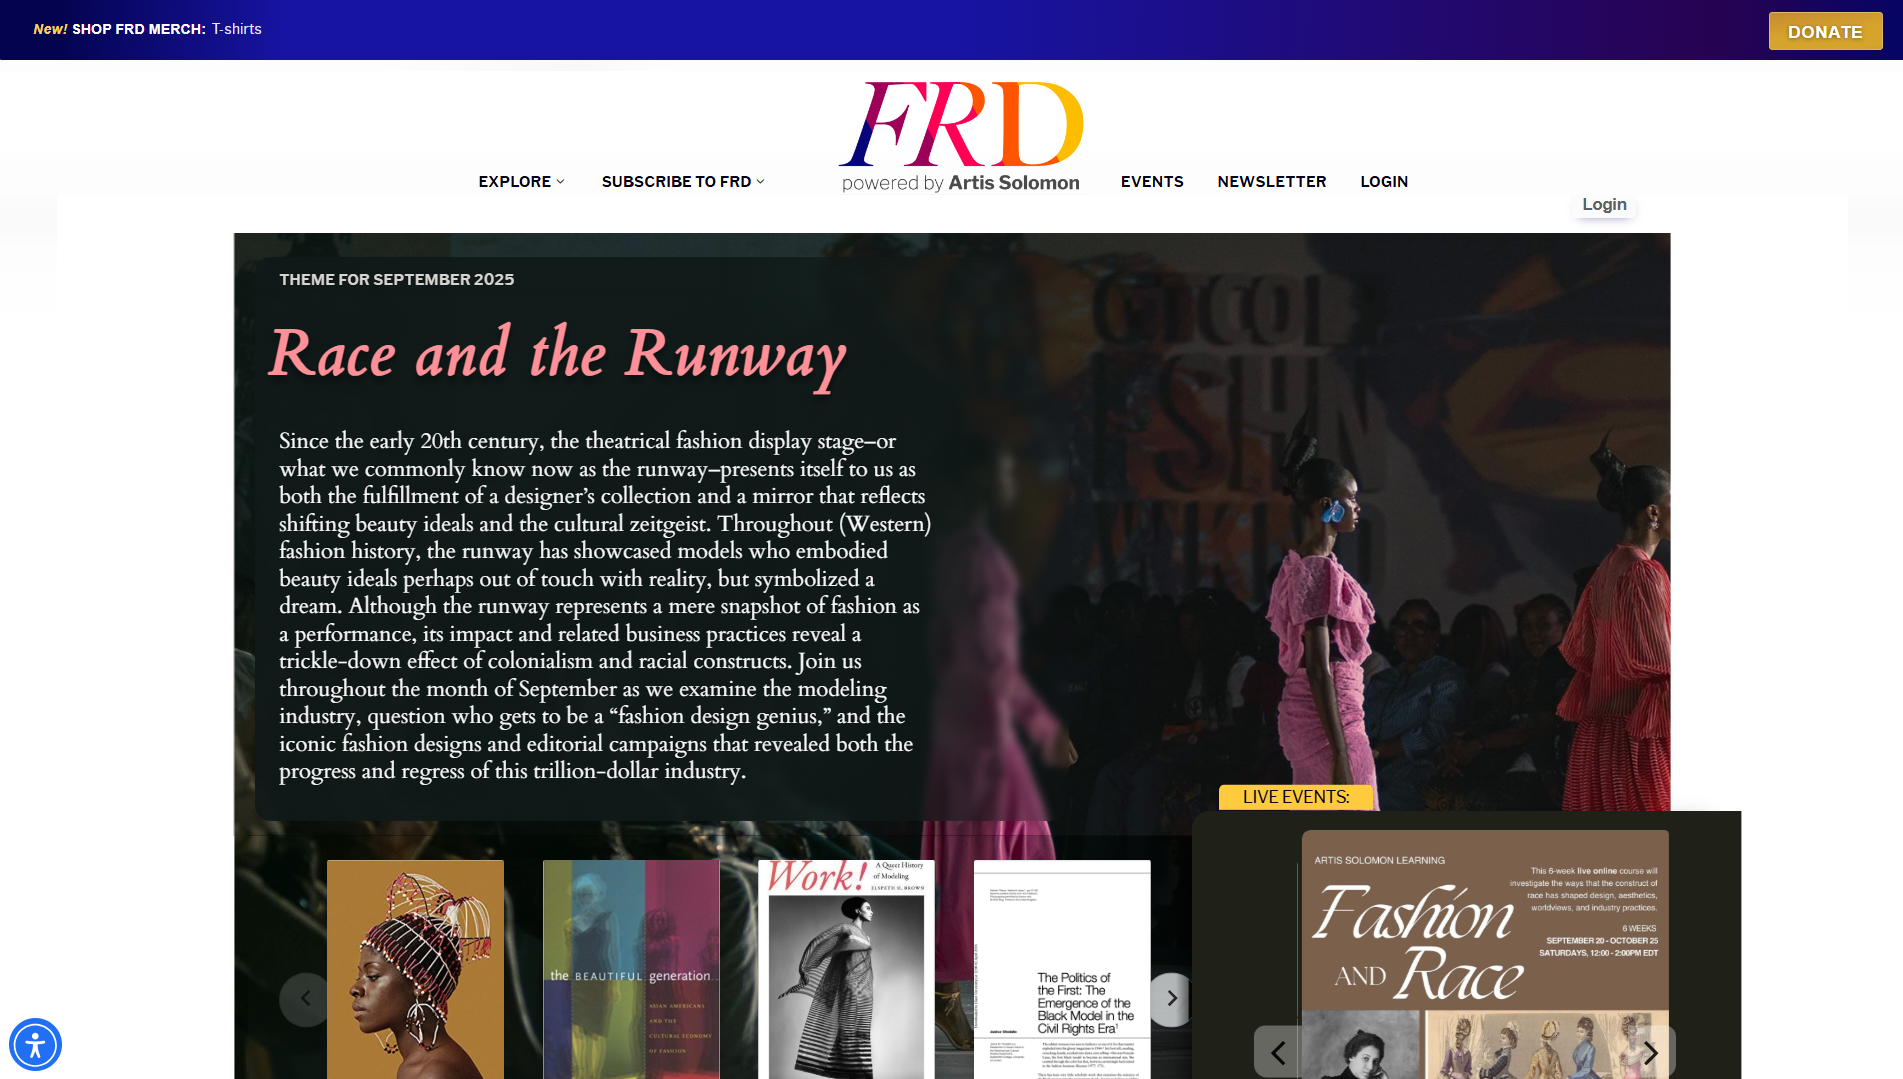 New! SHOP FRD MERCH: T-shirts
DONATE
FRD
powered by Artis Solomon
EXPLORE
SUBSCRIBE TO FRD
EVENTS
NEWSLETTER
LOGIN
Login
THEME FOR SEPTEMBER 2025
Race and the Runway
Since the early 20th century, the theatrical fashion display stage–or
what we commonly know now as the runway–presents itself to us as
both the fulfillment of a designer’s collection and a mirror that reflects
shifting beauty ideals and the cultural zeitgeist. Throughout (Western)
fashion history, the runway has showcased models who embodied
beauty ideals perhaps out of touch with reality, but symbolized a
dream. Although the runway represents a mere snapshot of fashion as
a performance, its impact and related business practices reveal a
trickle-down effect of colonialism and racial constructs. Join us
throughout the month of September as we examine the modeling
industry, question who gets to be a “fashion design genius,” and the
iconic fashion designs and editorial campaigns that revealed both the
progress and regress of this trillion-dollar industry.
the BEAUTIFUL generation
ASIAN AMERICANS
AND THE
CULTURAL ECONOMY
OF FASHION
Work!
A Queer History
of Modeling
ELSPETH H. BROWN
The Politics of
the First: The
Emergence of the
Black Model in the
Civil Rights Era¹
LIVE EVENTS:
ARTIS SOLOMON LEARNING
Fashion
AND Race
This 6-week live online course will
investigate the ways that the construct of
race has shaped design, aesthetics,
worldviews, and industry practices.
6 WEEKS
SEPTEMBER 20 - OCTOBER 25
SATURDAYS, 12:00 - 2:00PM EDT